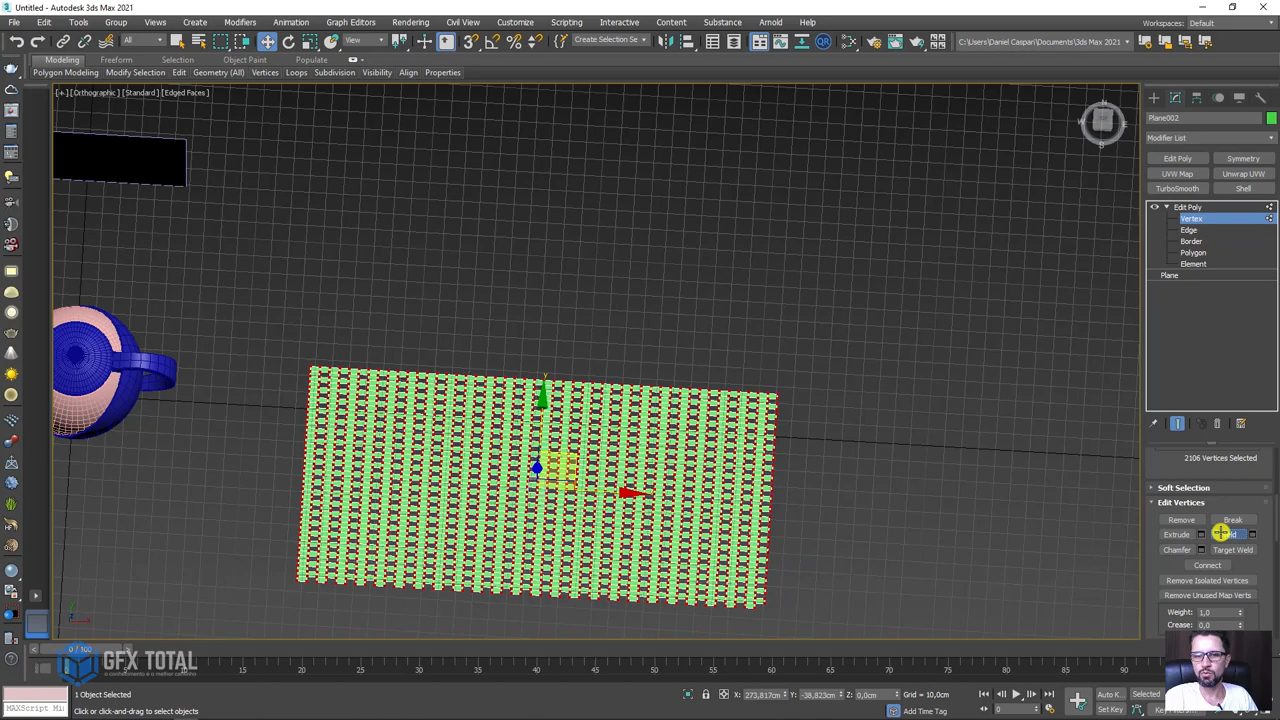 Untitled - Autodesk 3ds Max 2021
File Edit Tools Group Views Create Modifiers Animation Graph Editors Rendering Civil View Customize Scripting Interactive Content Substance Arnold Help
Workspaces: Default
All
View
Create Selection Se
C:\Users\Daniel Caspari\Documents\3ds Max 2021
Modeling Freeform Selection Object Paint Populate
Polygon Modeling Modify Selection Edit Geometry (All) Vertices Loops Subdivision Visibility Align Properties
[+] [Orthographic] [Standard] [Edged Faces]
N
W E
S
Plane002
Modifier List
Edit Poly Symmetry
UVW Map Unwrap UVW
TurboSmooth Shell
Edit Poly
Vertex
Edge
Border
Polygon
Element
Plane
2106 Vertices Selected
Soft Selection
Edit Vertices
Remove Break
Extrude
Chamfer Target Weld
Connect
Remove Isolated Vertices
Remove Unused Map Verts
Weight: 1,0
Crease: 0,0
y
0 / 100
GFX TOTAL
o conhecimento é o melhor caminho
10 15 20 25 30 35 40 45 50 55 60 65 70 75 80 85 90
1 Object Selected
X: 273,817cm Y: -38,823cm Z: 0,0cm Grid = 10,0cm
Auto K... Selected
MAXScript Mi
Click or click-and-drag to select objects
Add Time Tag
0
Set Key